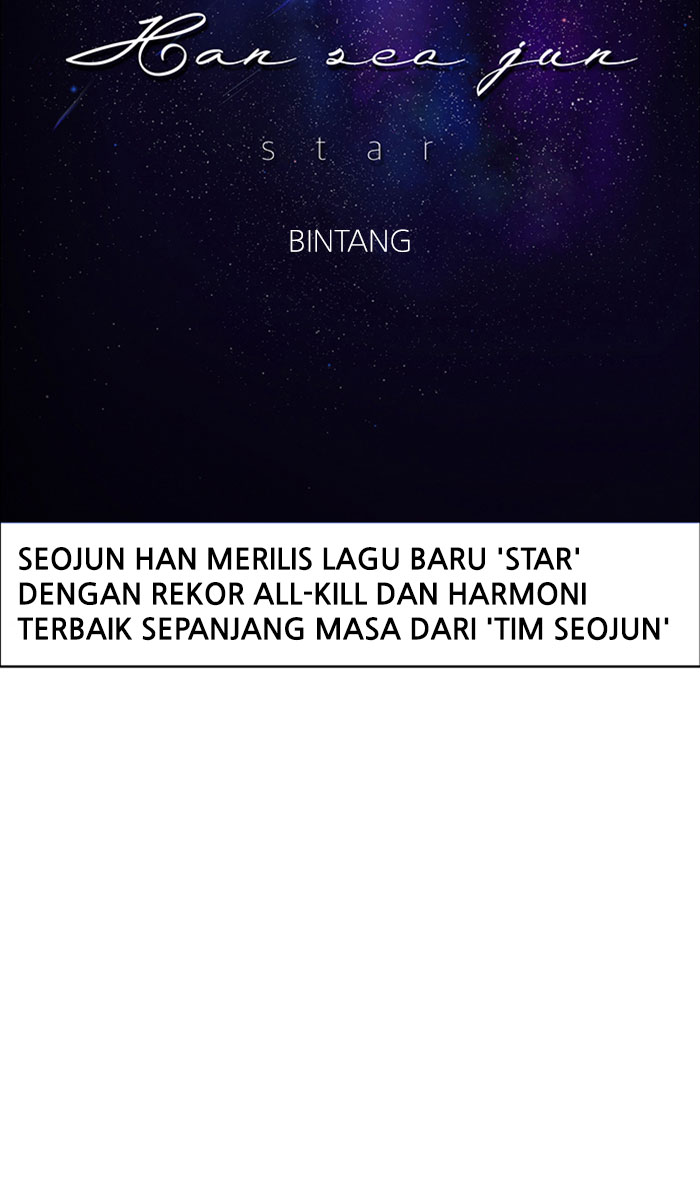 Han seo jun
star
BINTANG
SEOJUN HAN MERILIS LAGU BARU 'STAR'
DENGAN REKOR ALL-KILL DAN HARMONI
TERBAIK SEPANJANG MASA DARI 'TIM SEOJUN'